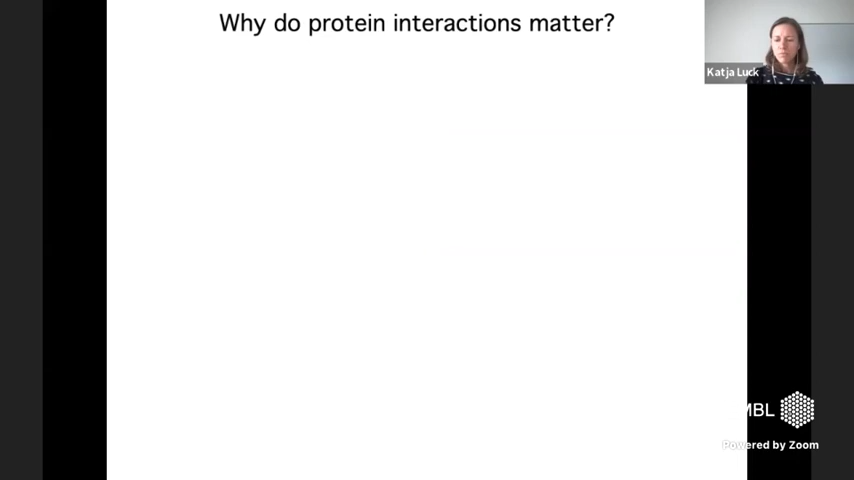 Why do protein interactions matter?
Katja Luck
MBL
Powered by Zoom